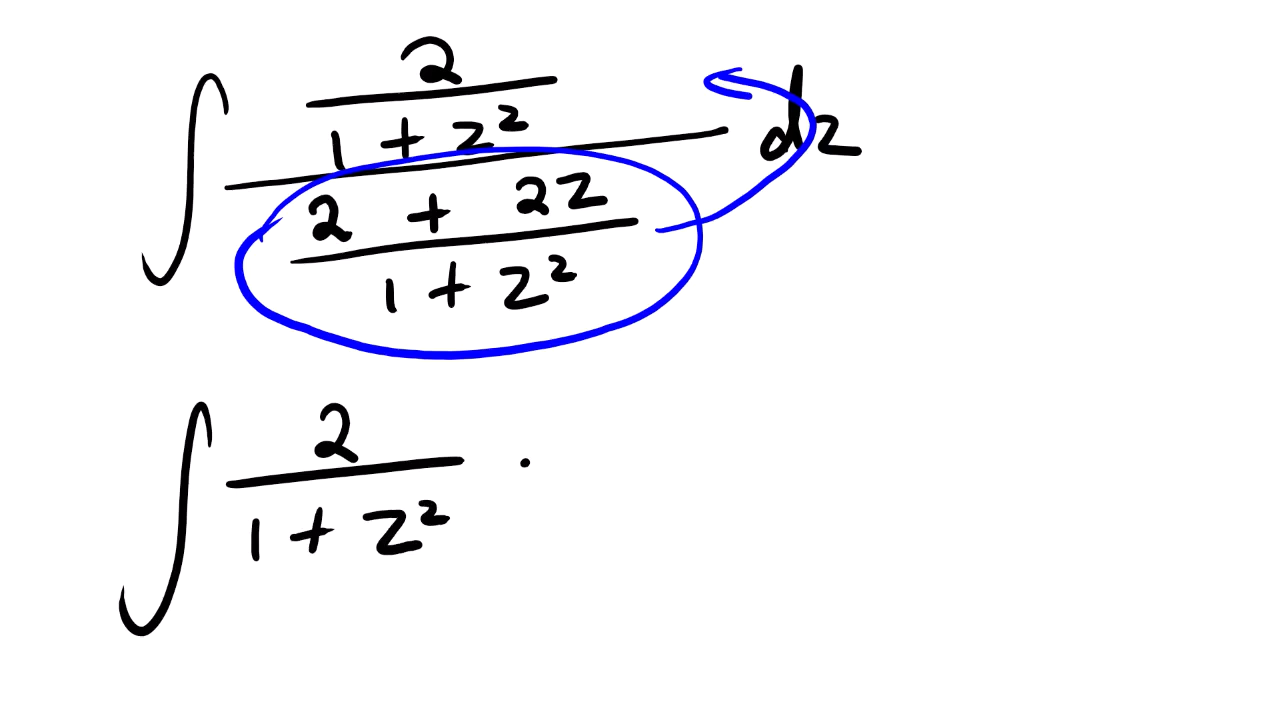 ∫ 2
1 + z²
2 + 2z
1 + z²
dz
∫ 2
1 + z² ·